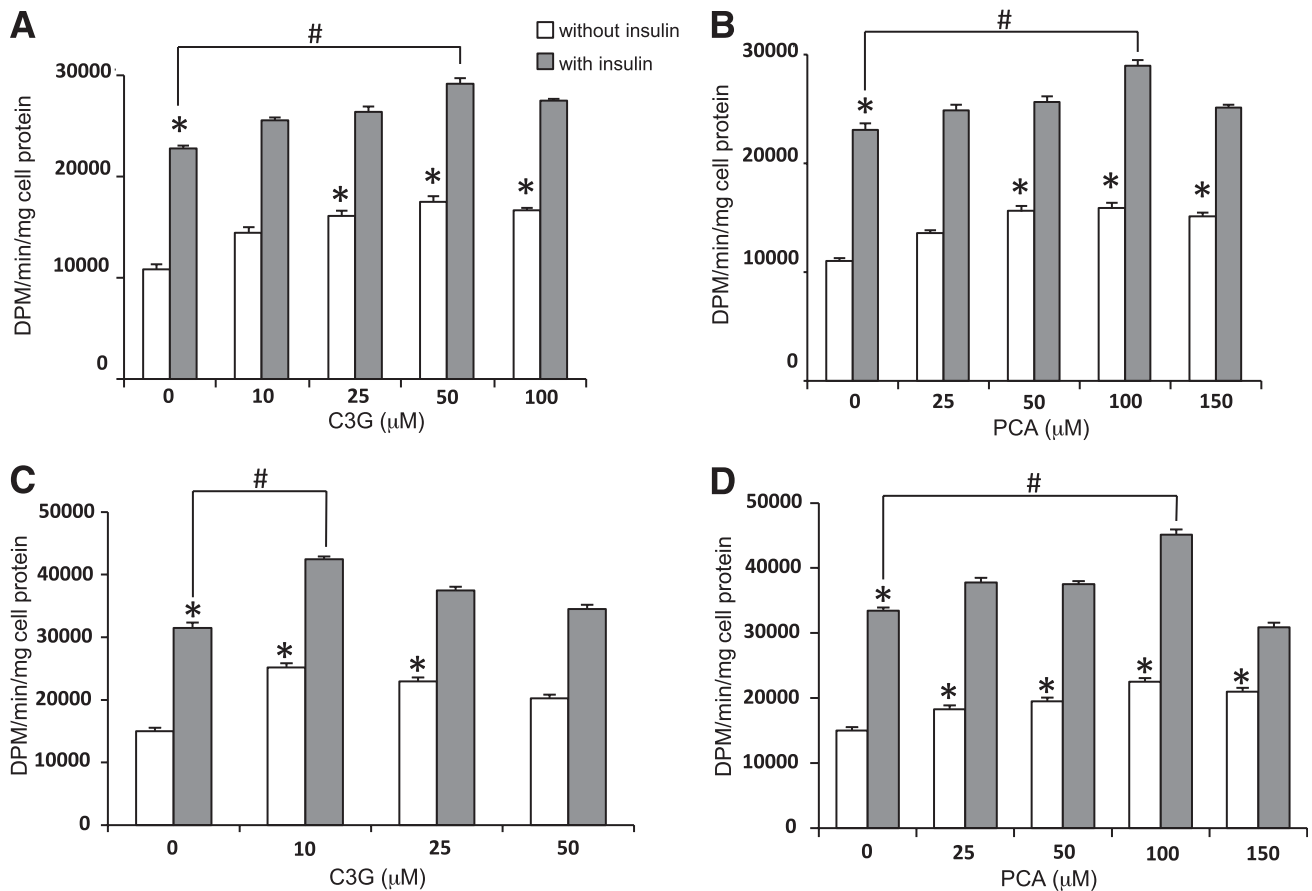 A
#
without insulin
with insulin
DPM/min/mg cell protein
30000
20000
10000
0
*
*
*
*
0 10 25 50 100
C3G (μM)
B
#
DPM/min/mg cell protein
30000
20000
10000
0
*
*
*
*
0 25 50 100 150
PCA (μM)
C
#
DPM/min/mg cell protein
50000
40000
30000
20000
10000
0
*
*
*
0 10 25 50
C3G (μM)
D
#
DPM/min/mg cell protein
50000
40000
30000
20000
10000
0
*
*
*
*
*
0 25 50 100 150
PCA (μM)